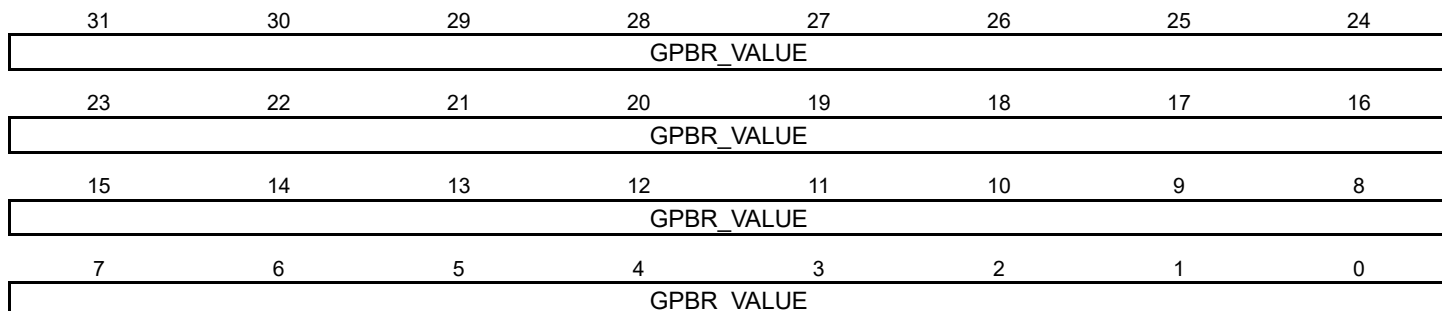 31 30 29 28 27 26 25 24
GPBR_VALUE
23 22 21 20 19 18 17 16
GPBR_VALUE
15 14 13 12 11 10 9 8
GPBR_VALUE
7 6 5 4 3 2 1 0
GPBR_VALUE